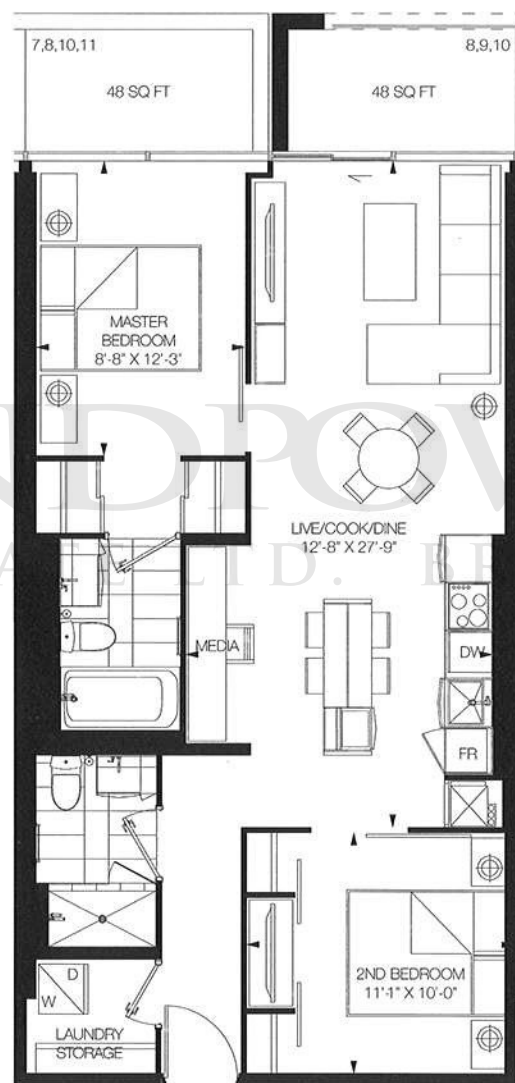 7,8,10,11
48 SQ FT
8,9,10
48 SQ FT
MASTER
BEDROOM
8'-8" X 12'-3"
LIVE/COOK/DINE
12'-8" X 27'-9"
MEDIA
DW
FR
2ND BEDROOM
11'-1" X 10'-0"
D
W
LAUNDRY
STORAGE
LTD.